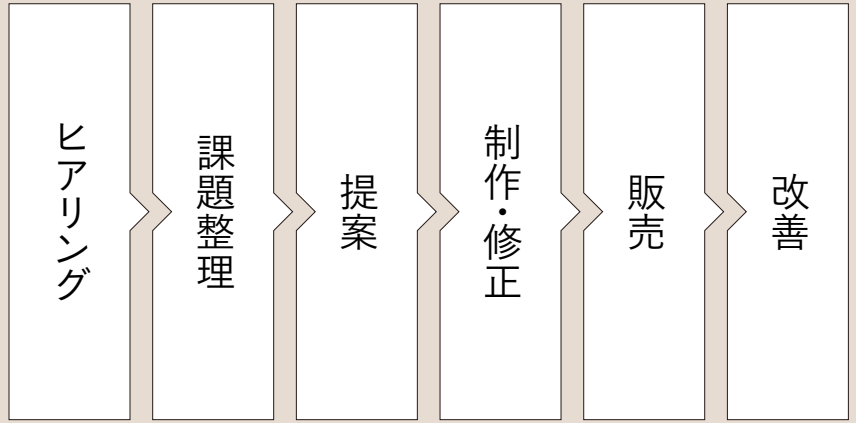 ヒアリング
課題整理
提案
制作・修正
販売
改善